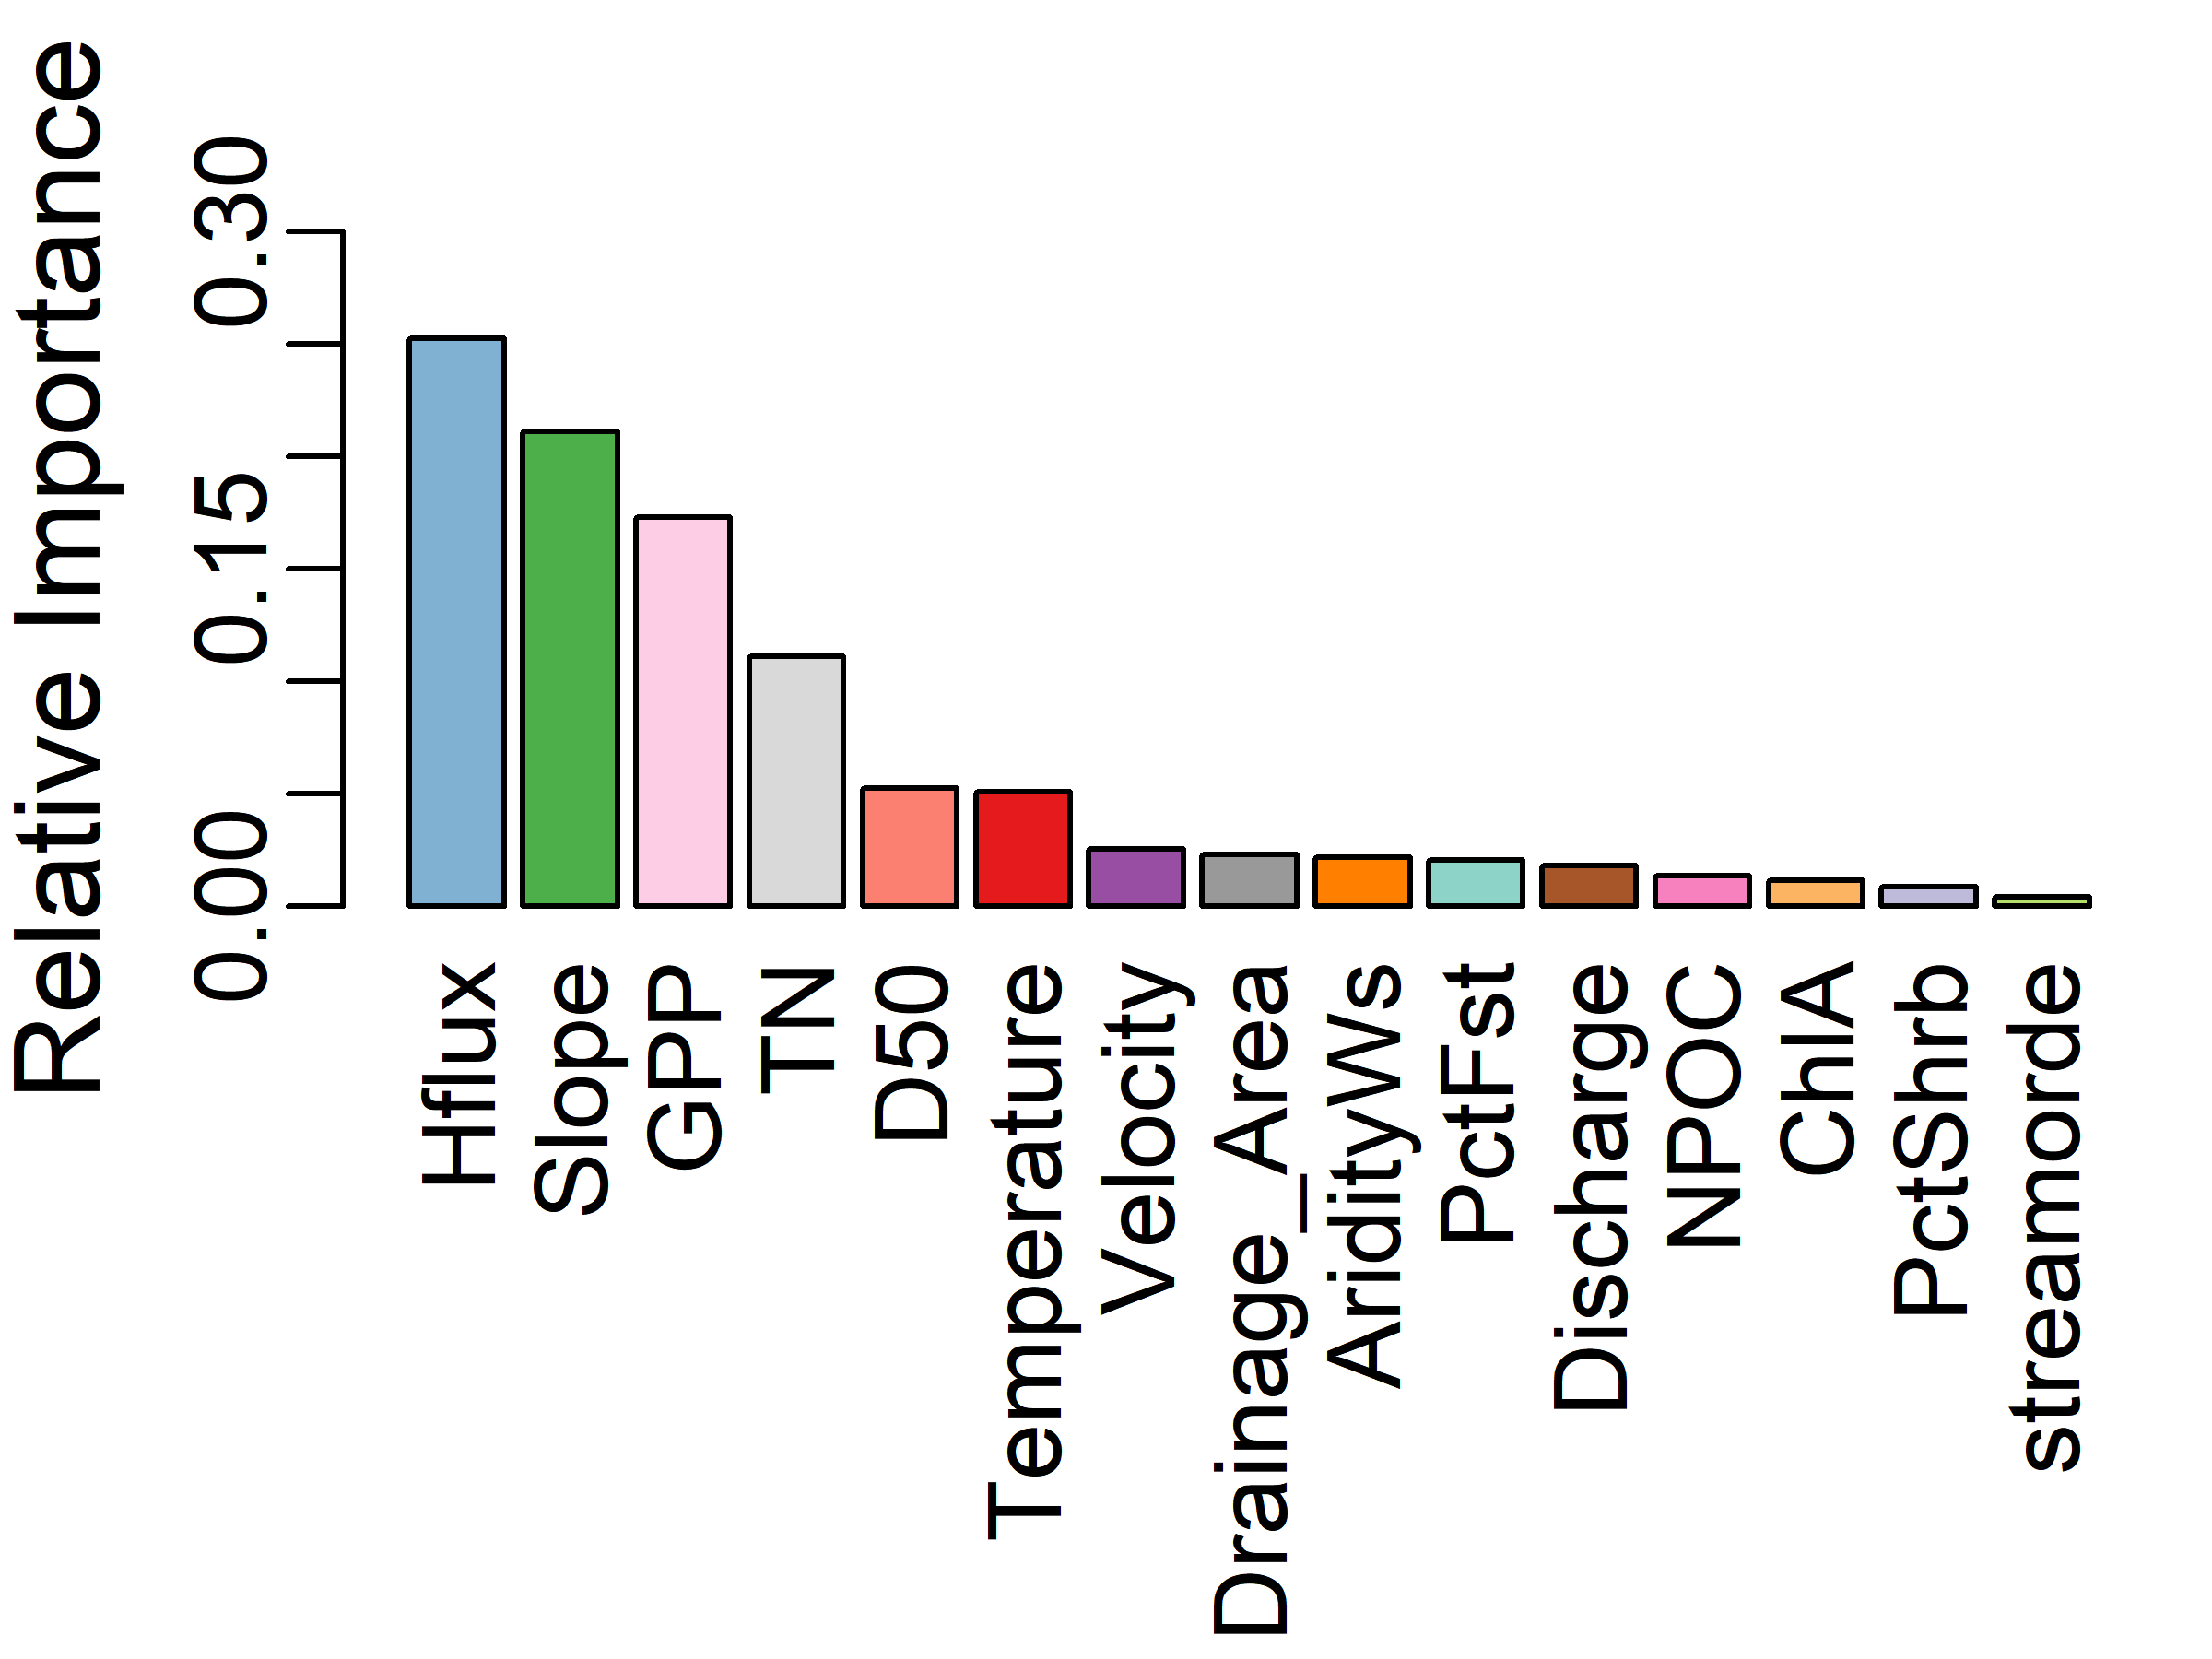 Relative Importance
0.30
0.15
0.00
Hflux
Slope
GPP
TN
D50
Temperature
Velocity
Drainage_Area
AridityWs
PctFst
Discharge
NPOC
ChlA
PctShrb
streamorde